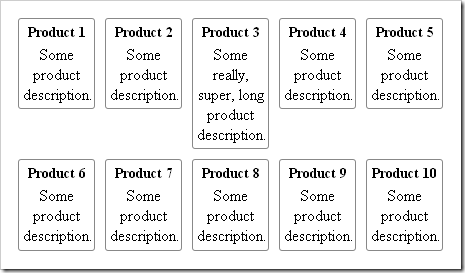 Product 1
Some
product
description.
Product 2
Some
product
description.
Product 3
Some
really,
super, long
product
description.
Product 4
Some
product
description.
Product 5
Some
product
description.
Product 6
Some
product
description.
Product 7
Some
product
description.
Product 8
Some
product
description.
Product 9
Some
product
description.
Product 10
Some
product
description.